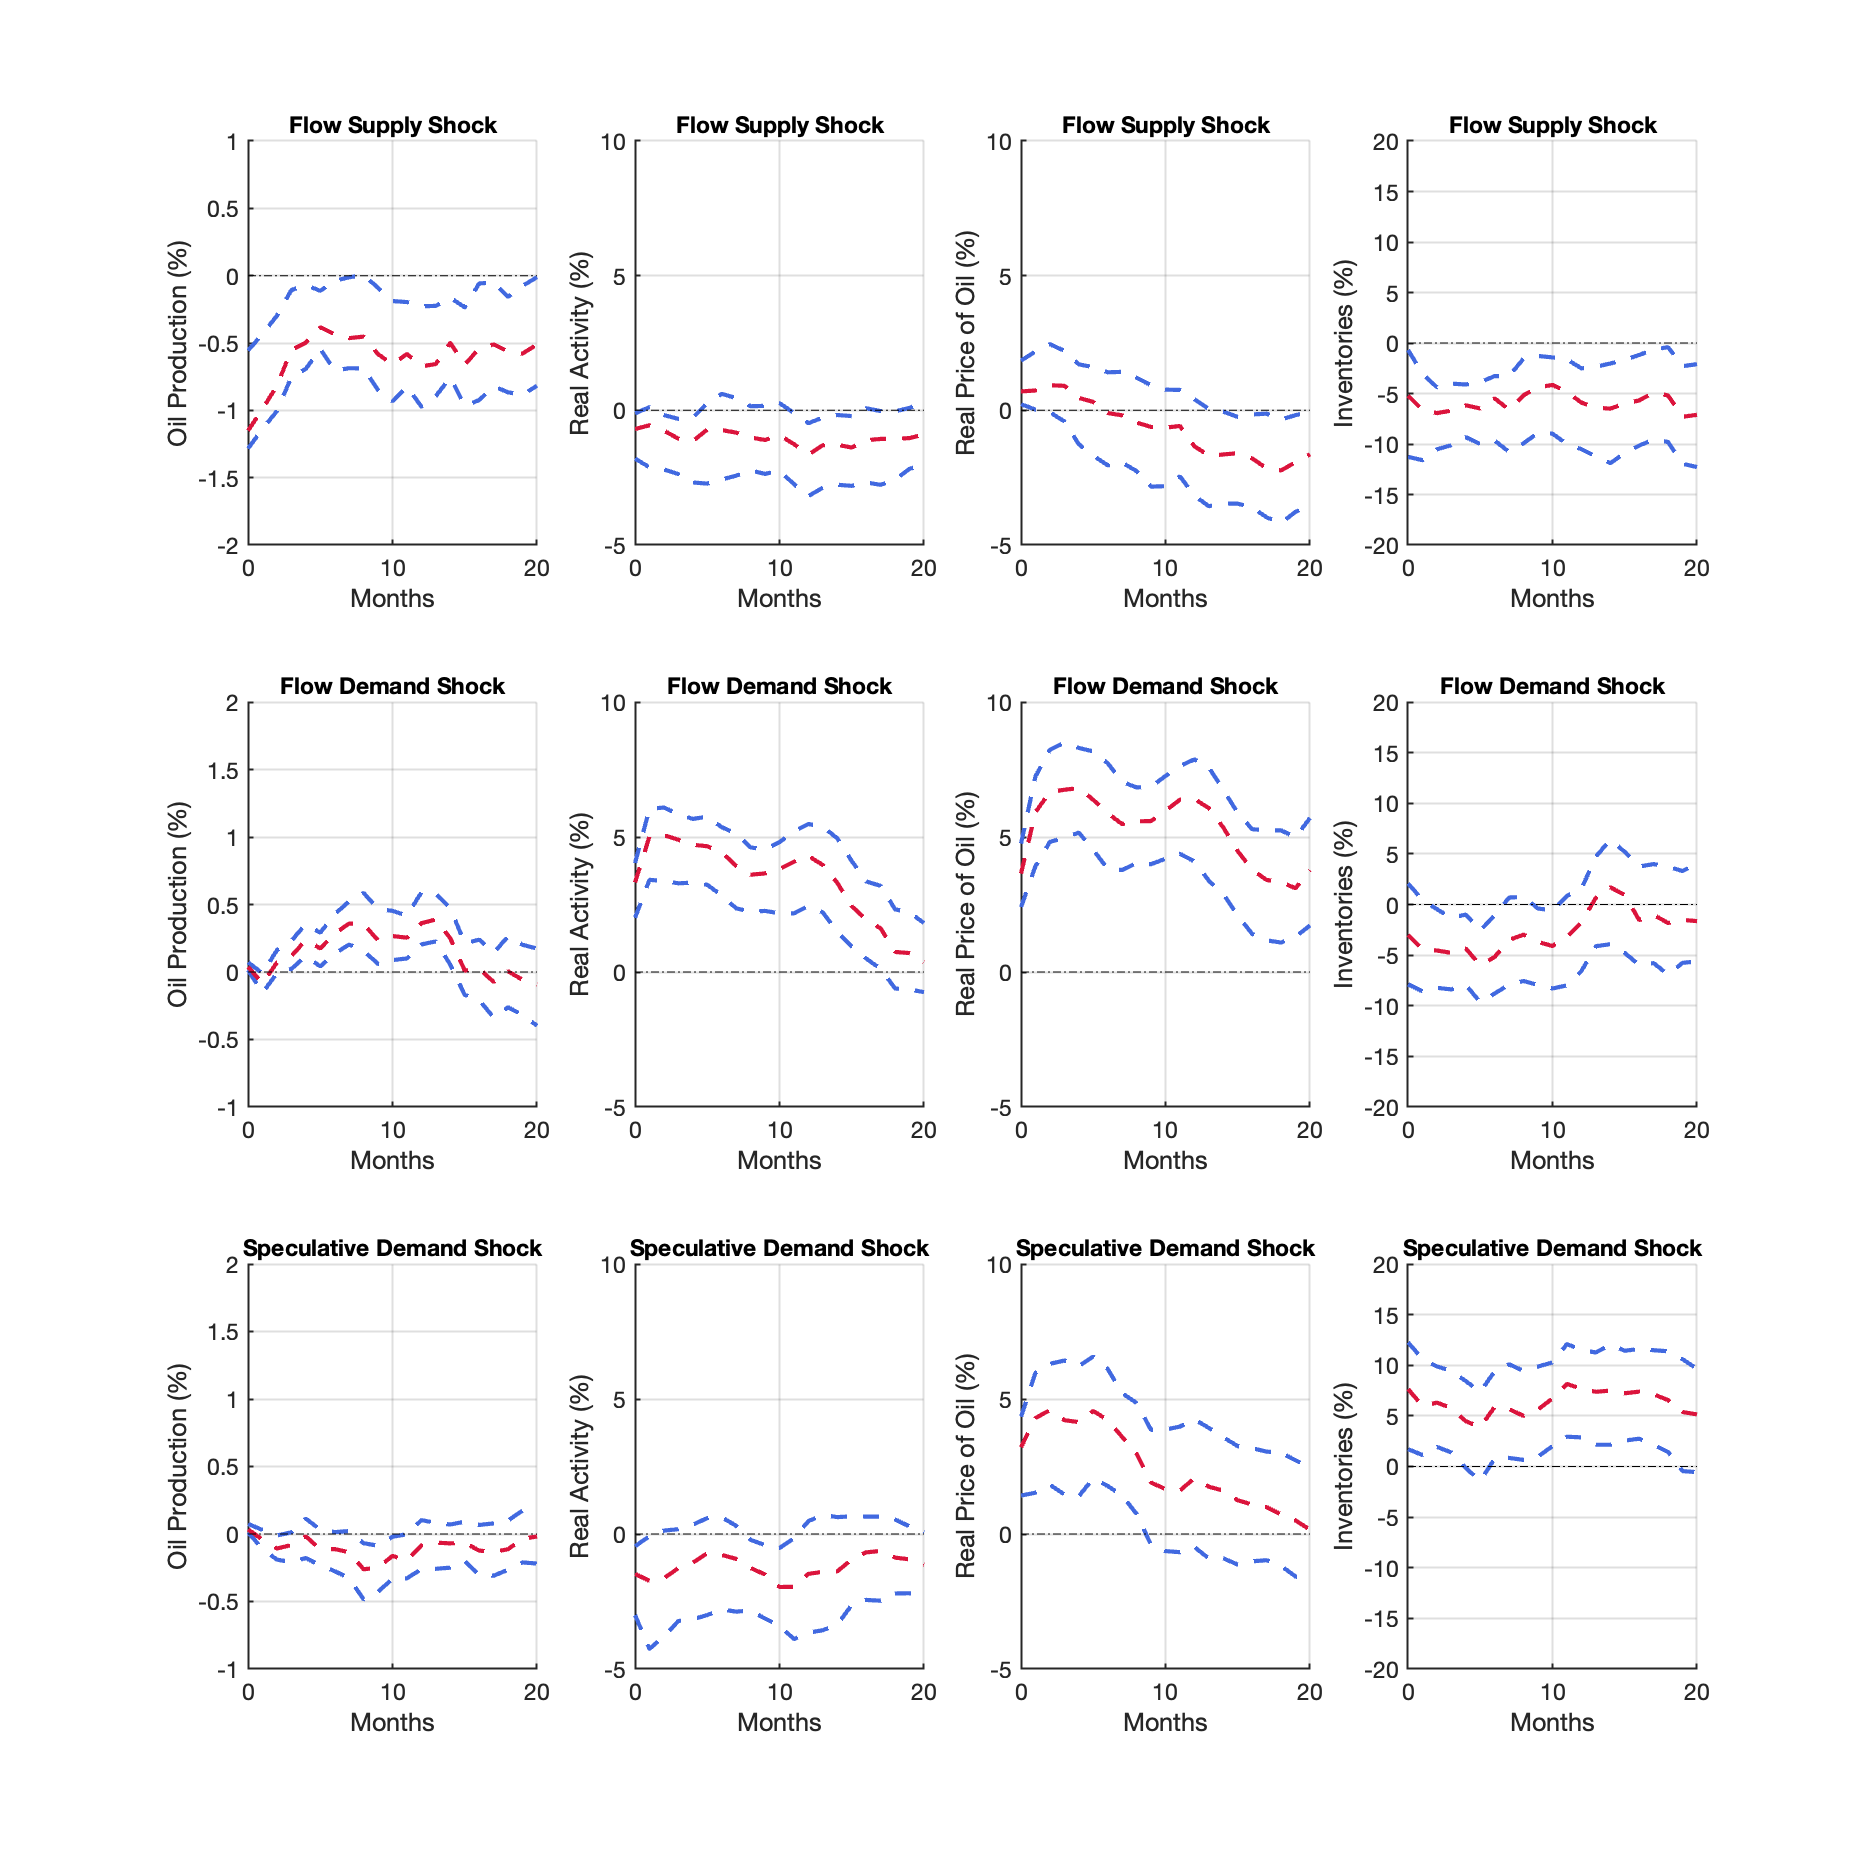 Flow Supply Shock
Oil Production (%)
1
0.5
0
-0.5
-1
-1.5
-2
0 10 20
Months
Flow Supply Shock
Real Activity (%)
10
5
0
-5
0 10 20
Months
Flow Supply Shock
Real Price of Oil (%)
10
5
0
-5
0 10 20
Months
Flow Supply Shock
Inventories (%)
20
15
10
5
0
-5
-10
-15
-20
0 10 20
Months
Flow Demand Shock
Oil Production (%)
2
1.5
1
0.5
0
-0.5
-1
0 10 20
Months
Flow Demand Shock
Real Activity (%)
10
5
0
-5
0 10 20
Months
Flow Demand Shock
Real Price of Oil (%)
10
5
0
-5
0 10 20
Months
Flow Demand Shock
Inventories (%)
20
15
10
5
0
-5
-10
-15
-20
0 10 20
Months
Speculative Demand Shock
Oil Production (%)
2
1.5
1
0.5
0
-0.5
-1
0 10 20
Months
Speculative Demand Shock
Real Activity (%)
10
5
0
-5
0 10 20
Months
Speculative Demand Shock
Real Price of Oil (%)
10
5
0
-5
0 10 20
Months
Speculative Demand Shock
Inventories (%)
20
15
10
5
0
-5
-10
-15
-20
0 10 20
Months